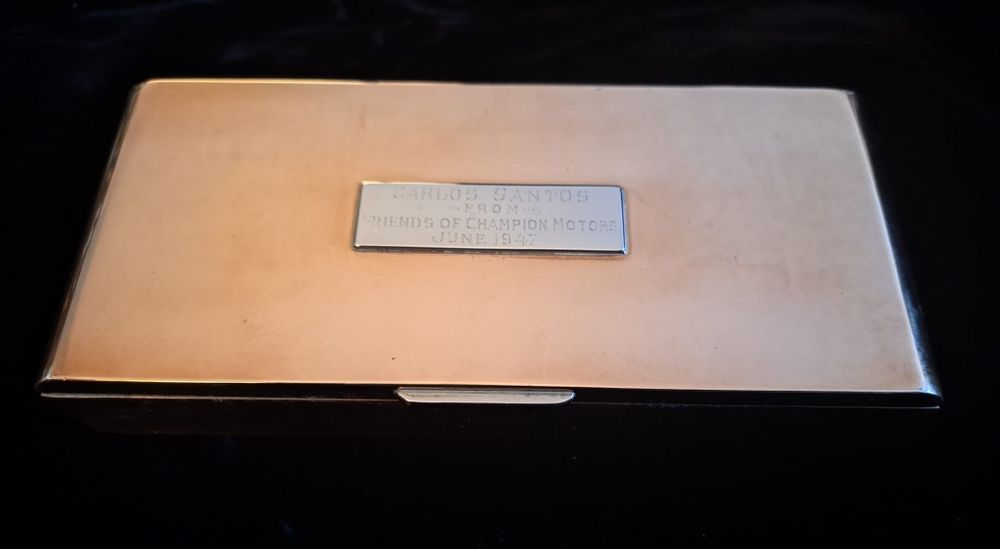 CARLOS SANTOS
-FROM-
FRIENDS OF CHAMPION MOTORS
JUNE 1947